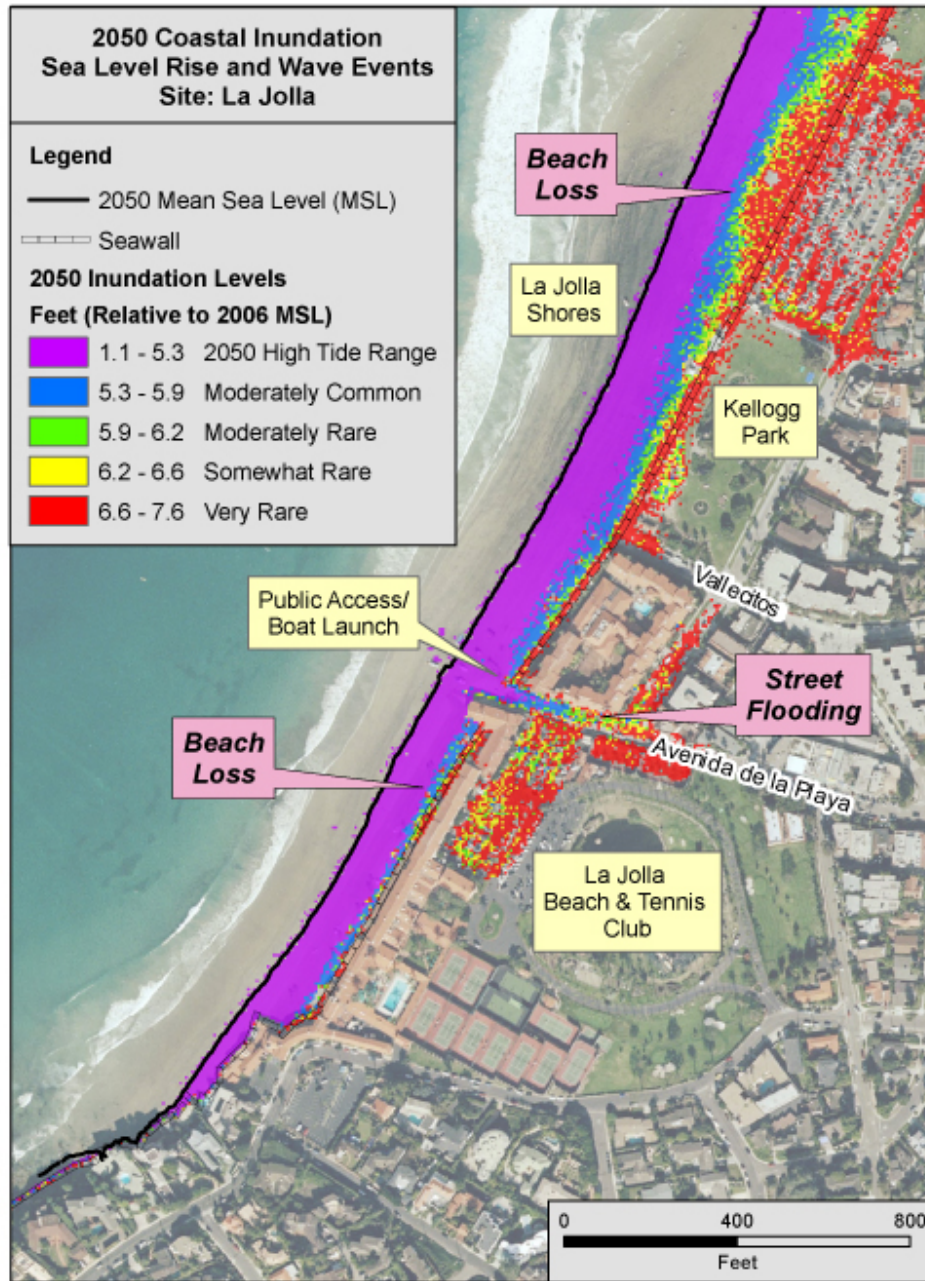 2050 Coastal Inundation
Sea Level Rise and Wave Events
Site: La Jolla
Legend
2050 Mean Sea Level (MSL)
Seawall
2050 Inundation Levels
Feet (Relative to 2006 MSL)
1.1 - 5.3 2050 High Tide Range
5.3 - 5.9 Moderately Common
5.9 - 6.2 Moderately Rare
6.2 - 6.6 Somewhat Rare
6.6 - 7.6 Very Rare
Beach
Loss
La Jolla
Shores
Kellogg
Park
Vallecitos
Public Access/
Boat Launch
Street
Flooding
Beach
Loss
Avenida de la Playa
La Jolla
Beach & Tennis
Club
0 400 800
Feet